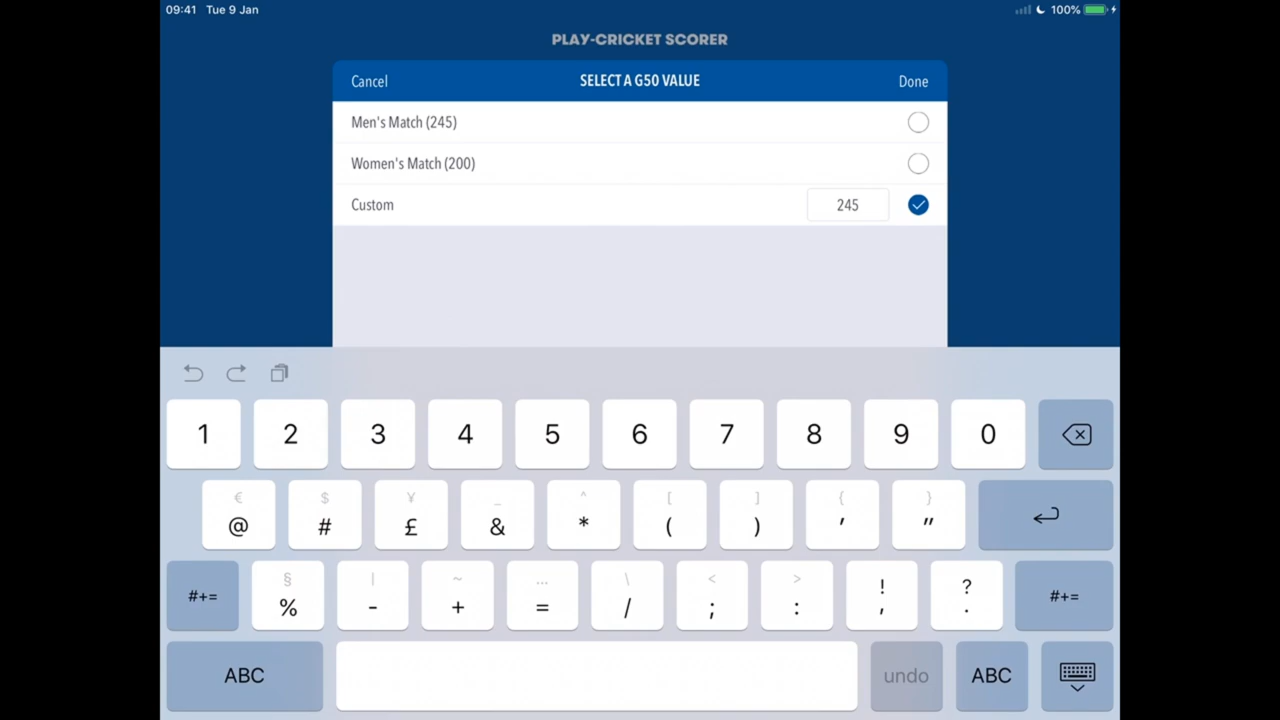 09:41 Tue 9 Jan 100%
PLAY-CRICKET SCORER
Cancel SELECT A G50 VALUE Done
Men's Match (245)
Women's Match (200)
Custom 245
1 2 3 4 5 6 7 8 9 0
€ $ ¥ _ ^ [ ] { }
@ # £ & * ( ) ' "
§ | ~ … \ < > ! ?
#+= % - + = / ; : , . #+=
ABC undo ABC